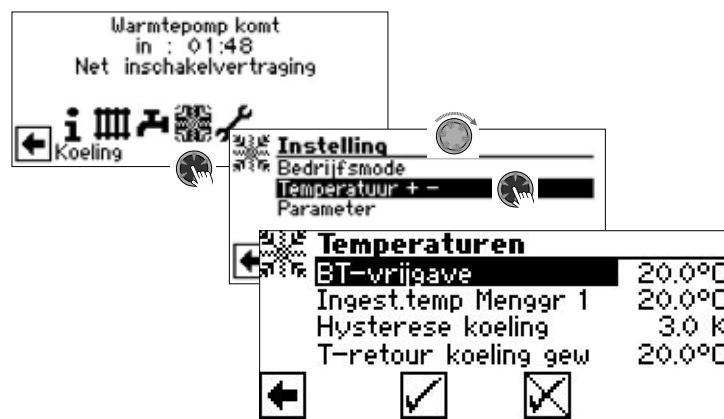 Warmtepomp komt
in : 01:48
Net inschakelvertraging
Koeling
Instelling
Bedrijfsmode
Temperatuur + -
Parameter
Temperaturen
BT-vrijgave 20.0°C
Ingest.temp Menggr 1 20.0°C
Hysterese koeling 3.0 K
T-retour koeling gew 20.0°C